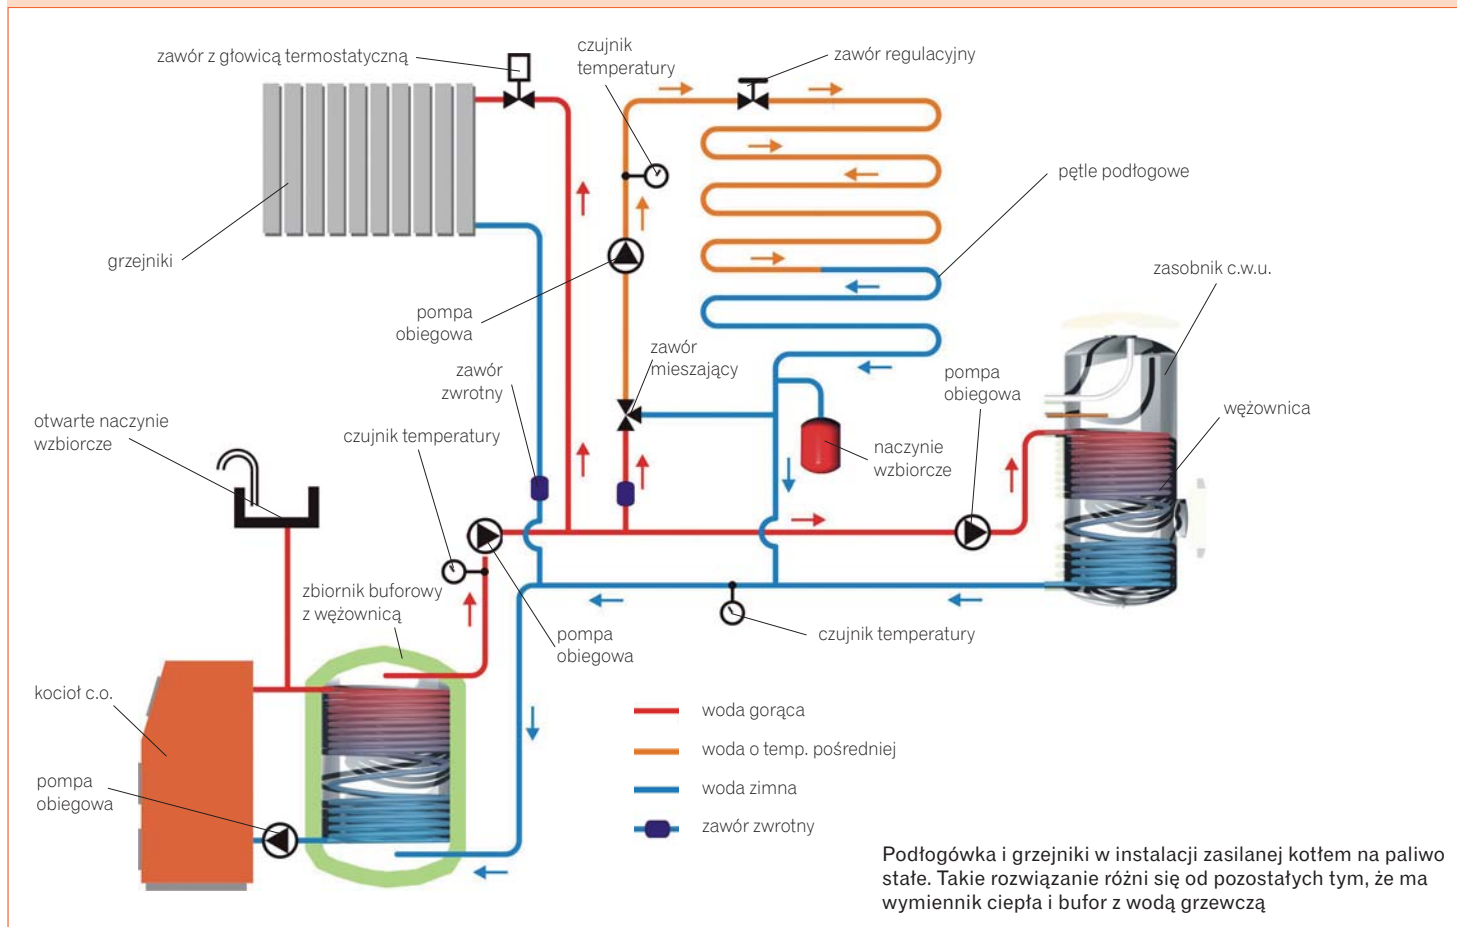 zawór z głowicą termostatyczną
czujnik
temperatury
zawór regulacyjny
pętle podłogowe
grzejniki
zasobnik c.w.u.
pompa
obiegowa
zawór
mieszający
zawór
zwrotny
pompa
obiegowa
wężownica
otwarte naczynie
wzbiorcze
czujnik temperatury
naczynie
wzbiorcze
zbiornik buforowy
z wężownicą
pompa
obiegowa
czujnik temperatury
kocioł c.o.
pompa
obiegowa
woda gorąca
woda o temp. pośredniej
woda zimna
zawór zwrotny
Podłogówka i grzejniki w instalacji zasilanej kotłem na paliwo
stałe. Takie rozwiązanie różni się od pozostałych tym, że ma
wymiennik ciepła i bufor z wodą grzewczą